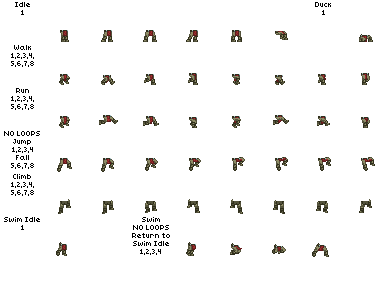 Idle
1
Duck
1
Walk
1,2,3,4,
5,6,7,8
Run
1,2,3,4,
5,6,7,8
NO LOOPS
Jump
1,2,3,4
Fall
5,6,7,8
Climb
1,2,3,4,
5,6,7,8
Swim Idle
1
Swim
NO LOOPS
Return to
Swim Idle
1,2,3,4